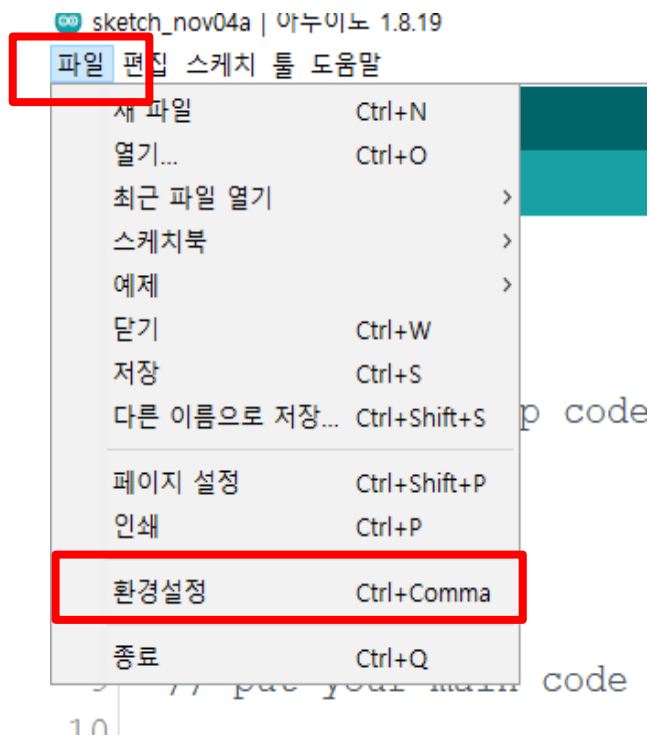 sketch_nov04a | 아두이노 1.8.19
파일 편집 스케치 툴 도움말
새 파일 Ctrl+N
열기... Ctrl+O
최근 파일 열기
스케치북
예제
닫기 Ctrl+W
저장 Ctrl+S
다른 이름으로 저장... Ctrl+Shift+S
p code
페이지 설정 Ctrl+Shift+P
인쇄 Ctrl+P
환경설정 Ctrl+Comma
종료 Ctrl+Q
9 // put your main code
10